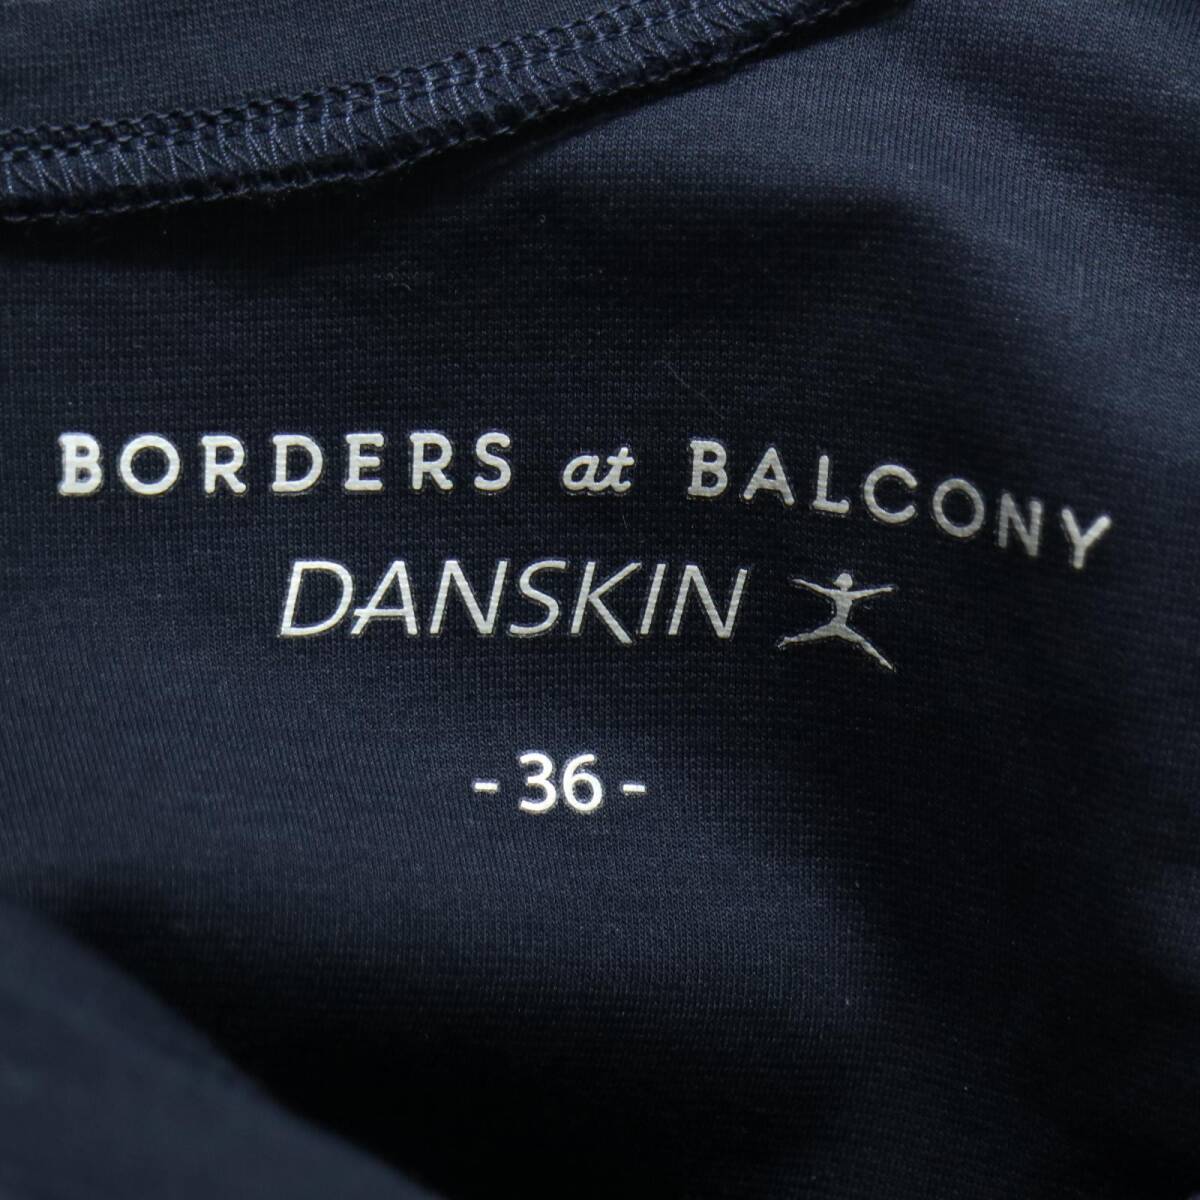 BORDERS at BALCONY
DANSKIN
- 36 -